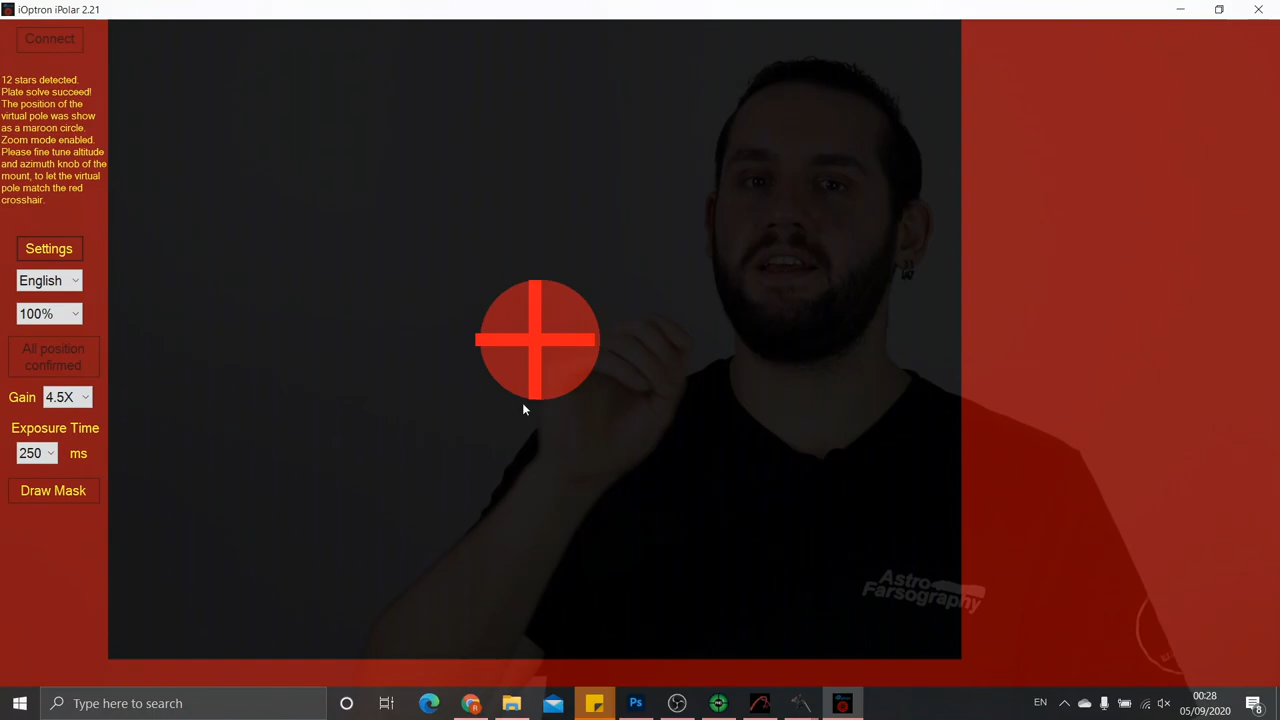 iOptron iPolar 2.21
Connect
12 stars detected.
Plate solve succeed!
The position of the
virtual pole was show
as a maroon circle.
Zoom mode enabled.
Please fine tune altitude
and azimuth knob of the
mount, to let the virtual
pole match the red
crosshair.
Settings
English
100%
All position
confirmed
Gain 4.5X
Exposure Time
250 ms
Draw Mask
Astro
Farsography
Type here to search
Ps
EN
00:28
05/09/2020
8